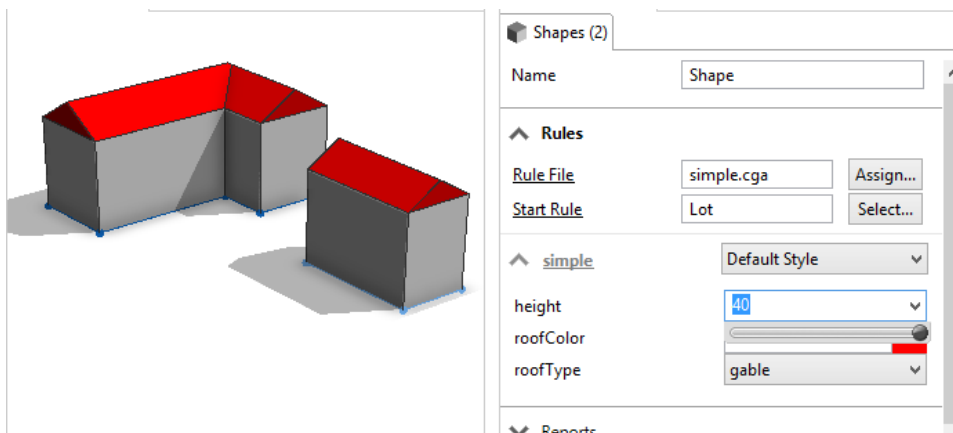 Shapes (2)
Name Shape
Rules
Rule File simple.cga Assign...
Start Rule Lot Select...
simple Default Style
height 40
roofColor
roofType gable
Reports